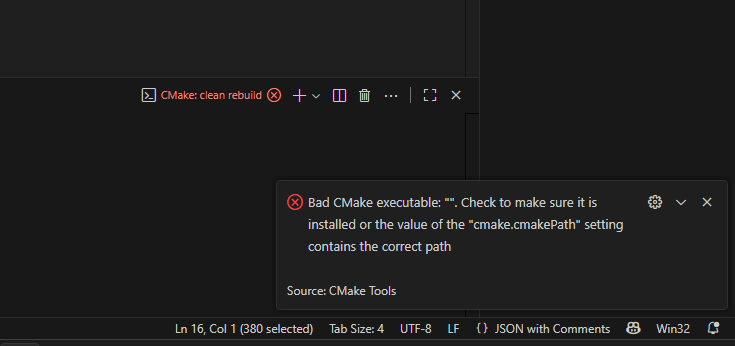 CMake: clean rebuild
Bad CMake executable: "". Check to make sure it is
installed or the value of the "cmake.cmakePath" setting
contains the correct path
Source: CMake Tools
Ln 16, Col 1 (380 selected) Tab Size: 4 UTF-8 LF {} JSON with Comments Win32